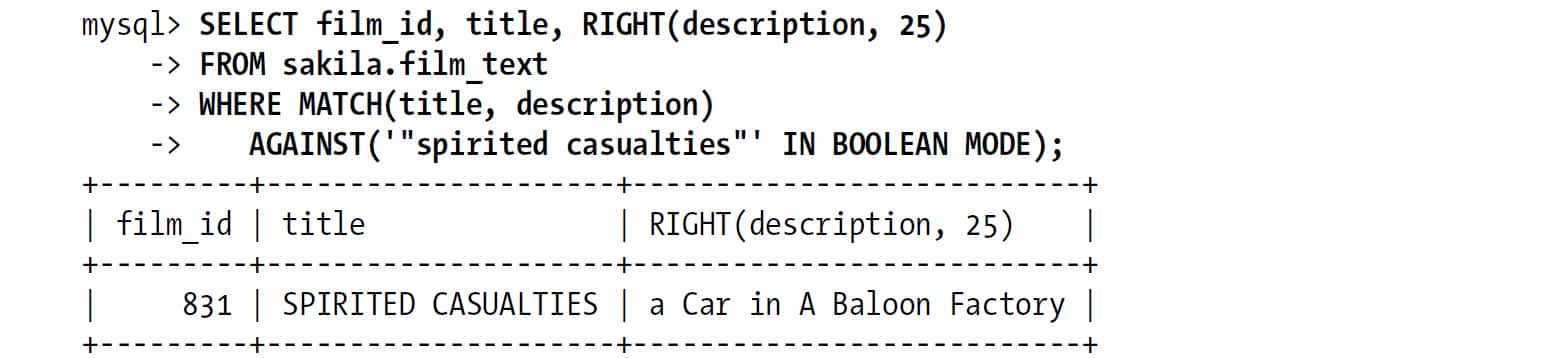 mysql> SELECT film_id, title, RIGHT(description, 25)
    -> FROM sakila.film_text
    -> WHERE MATCH(title, description)
    ->    AGAINST('"spirited casualties"' IN BOOLEAN MODE);
+---------+---------------------+---------------------------+
| film_id | title               | RIGHT(description, 25)    |
+---------+---------------------+---------------------------+
|     831 | SPIRITED CASUALTIES | a Car in A Baloon Factory |
+---------+---------------------+---------------------------+